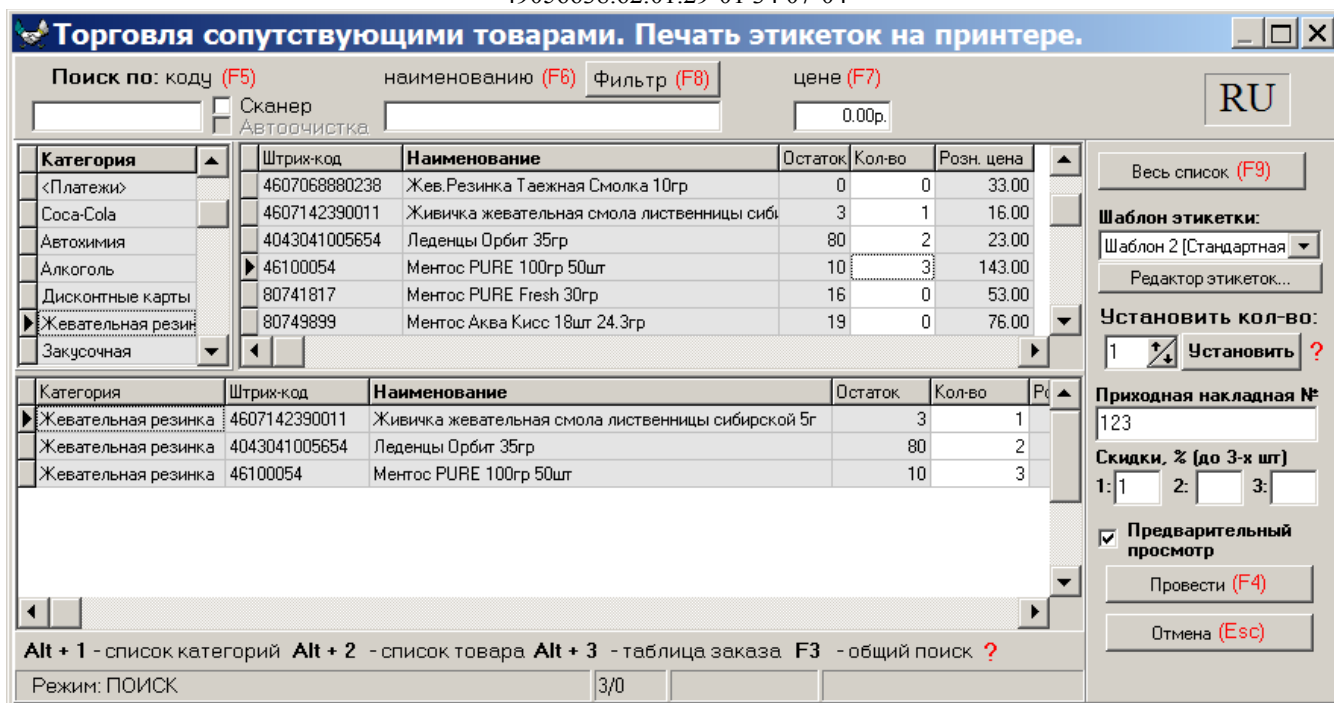 Торговля сопутствующими товарами. Печать этикеток на принтере.
Поиск по: коду (F5) наименованию (F6) Фильтр (F8) цене (F7)
Сканер
Автоочистка
0.00р.
RU
Категория
<Платежи>
Coca-Cola
Автохимия
Алкоголь
Дисконтные карты
Жевательная резин
Закусочная
Штрих-код Наименование Остаток Кол-во Розн. цена
4607068880238 Жев.Резинка Таежная Смолка 10гр 0 0 33.00
4607142390011 Живичка жевательная смола лиственницы сиби 3 1 16.00
4043041005654 Леденцы Орбит 35гр 80 2 23.00
46100054 Ментос PURE 100гр 50шт 10 3 143.00
80741817 Ментос PURE Fresh 30гр 16 0 53.00
80749899 Ментос Аква Кисс 18шт 24.3гр 19 0 76.00
Категория Штрих-код Наименование Остаток Кол-во Ро
Жевательная резинка 4607142390011 Живичка жевательная смола лиственницы сибирской 5г 3 1
Жевательная резинка 4043041005654 Леденцы Орбит 35гр 80 2
Жевательная резинка 46100054 Ментос PURE 100гр 50шт 10 3
Весь список (F9)
Шаблон этикетки:
Шаблон 2 [Стандартная
Редактор этикеток...
Установить кол-во:
1 Установить ?
Приходная накладная №
123
Скидки, % (до 3-х шт)
1: 1 2: 3:
Предварительный
просмотр
Провести (F4)
Отмена (Esc)
Alt + 1 - список категорий Alt + 2 - список товара Alt + 3 - таблица заказа F3 - общий поиск ?
Режим: ПОИСК 3/0